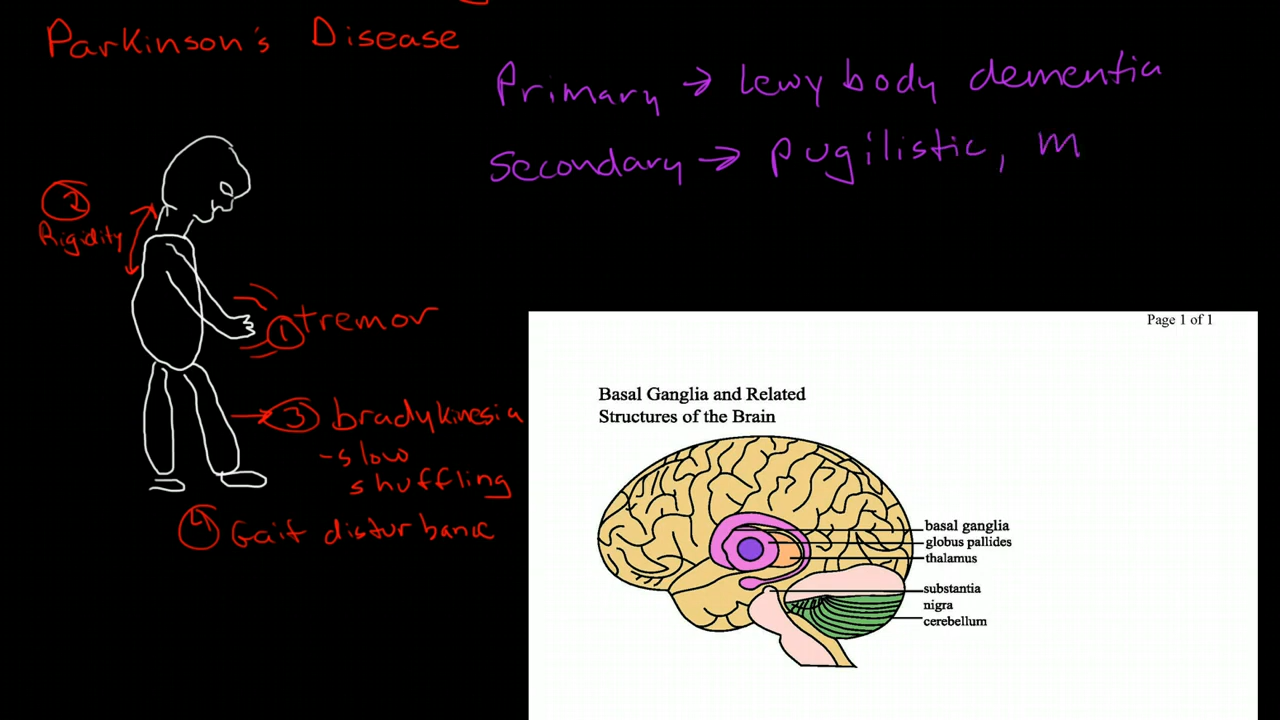 Parkinson's Disease
Primary → Lewy body dementia
Secondary → pugilistic, m
2
Rigidity
1 tremor
3 bradykinesia
-slow
shuffling
4 Gait disturbance
Page 1 of 1
Basal Ganglia and Related
Structures of the Brain
basal ganglia
globus pallides
thalamus
substantia
nigra
cerebellum